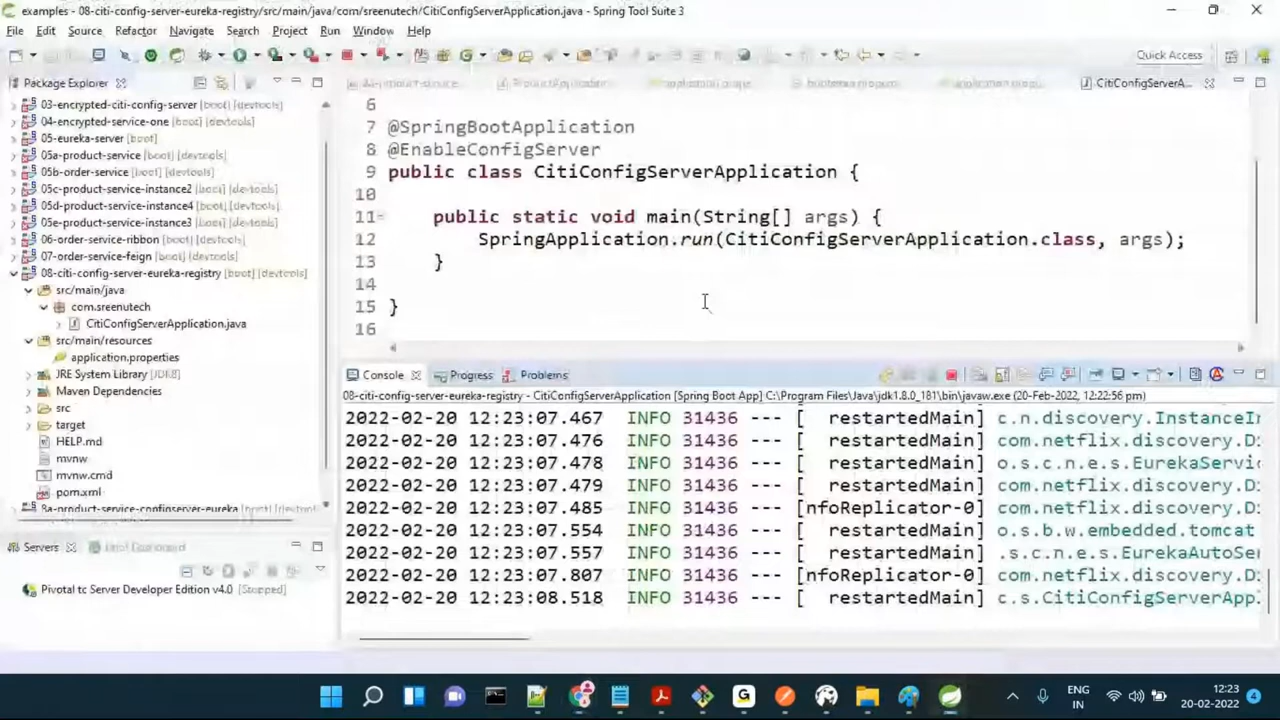 examples - 08-citi-config-server-eureka-registry/src/main/java/com/sreenutech/CitiConfigServerApplication.java - Spring Tool Suite 3
File Edit Source Refactor Navigate Search Project Run Window Help
Quick Access
Package Explorer
03-encrypted-citi-config-server [boot] [devtools]
04-encrypted-service-one [boot] [devtools]
05-eureka-server [boot]
05a-product-service [boot] [devtools]
05b-order-service [boot] [devtools]
05c-product-service-instance2 [boot] [devtools]
05d-product-service-instance4 [boot] [devtools]
05e-product-service-instance3 [boot] [devtools]
06-order-service-ribbon [boot] [devtools]
07-order-service-feign [boot] [devtools]
08-citi-config-server-eureka-registry [boot] [devtools]
src/main/java
com.sreenutech
CitiConfigServerApplication.java
src/main/resources
application.properties
JRE System Library [JDK8]
Maven Dependencies
src
target
HELP.md
mvnw
mvnw.cmd
pom.xml
8a-product-service-configserver-eureka [boot] [devtools]
Servers
Boot Dashboard
Pivotal tc Server Developer Edition v4.0 [Stopped]
CitiConfigServerA...
6
7 @SpringBootApplication
8 @EnableConfigServer
9 public class CitiConfigServerApplication {
10
11 public static void main(String[] args) {
12 SpringApplication.run(CitiConfigServerApplication.class, args);
13 }
14
15 }
16
Console Progress Problems
08-citi-config-server-eureka-registry - CitiConfigServerApplication [Spring Boot App] C:\Program Files\Java\jdk1.8.0_181\bin\javaw.exe (20-Feb-2022, 12:22:56 pm)
2022-02-20 12:23:07.467 INFO 31436 --- [ restartedMain] c.n.discovery.InstanceIn
2022-02-20 12:23:07.476 INFO 31436 --- [ restartedMain] com.netflix.discovery.D
2022-02-20 12:23:07.478 INFO 31436 --- [ restartedMain] o.s.c.n.e.s.EurekaServic
2022-02-20 12:23:07.479 INFO 31436 --- [ restartedMain] com.netflix.discovery.D
2022-02-20 12:23:07.485 INFO 31436 --- [nfoReplicator-0] com.netflix.discovery.D
2022-02-20 12:23:07.554 INFO 31436 --- [ restartedMain] o.s.b.w.embedded.tomcat
2022-02-20 12:23:07.557 INFO 31436 --- [ restartedMain] .s.c.n.e.s.EurekaAutoSe
2022-02-20 12:23:07.807 INFO 31436 --- [nfoReplicator-0] com.netflix.discovery.D
2022-02-20 12:23:08.518 INFO 31436 --- [ restartedMain] c.s.CitiConfigServerApp
ENG
IN
12:23
20-02-2022